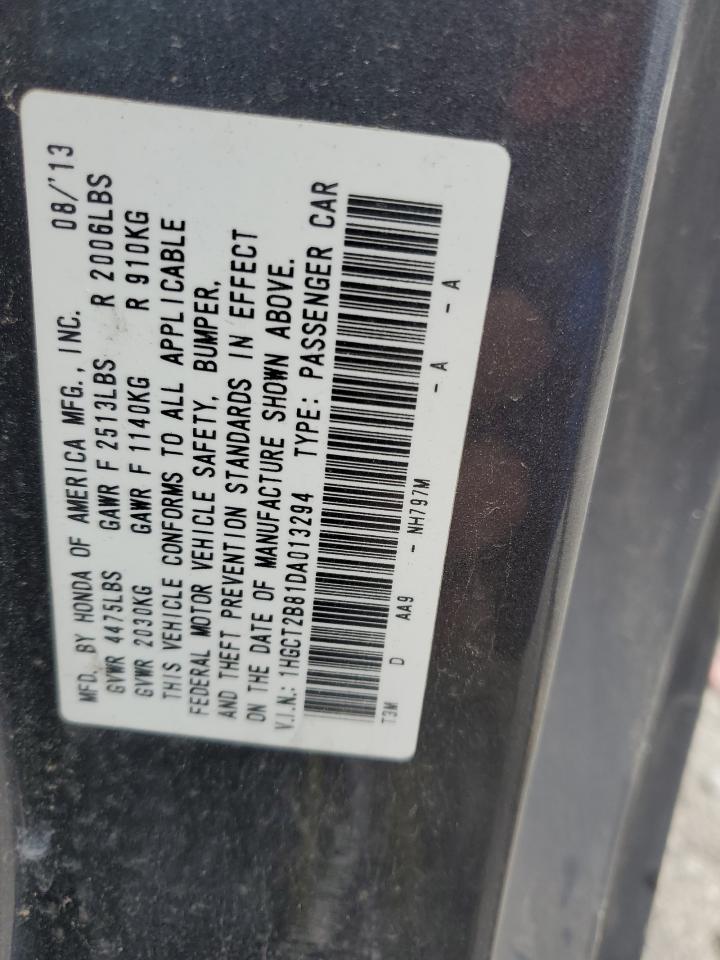 MFD. BY HONDA OF AMERICA MFG., INC. 08/'13
GVWR 4475LBS GAWR F 2513LBS R 2006LBS
GVWR 2030KG GAWR F 1140KG R 910KG
THIS VEHICLE CONFORMS TO ALL APPLICABLE
FEDERAL MOTOR VEHICLE SAFETY, BUMPER,
AND THEFT PREVENTION STANDARDS IN EFFECT
ON THE DATE OF MANUFACTURE SHOWN ABOVE.
V.I.N.: 1HGCT2B81DA013294 TYPE: PASSENGER CAR
T3M D AA9 - NH797M - A - A